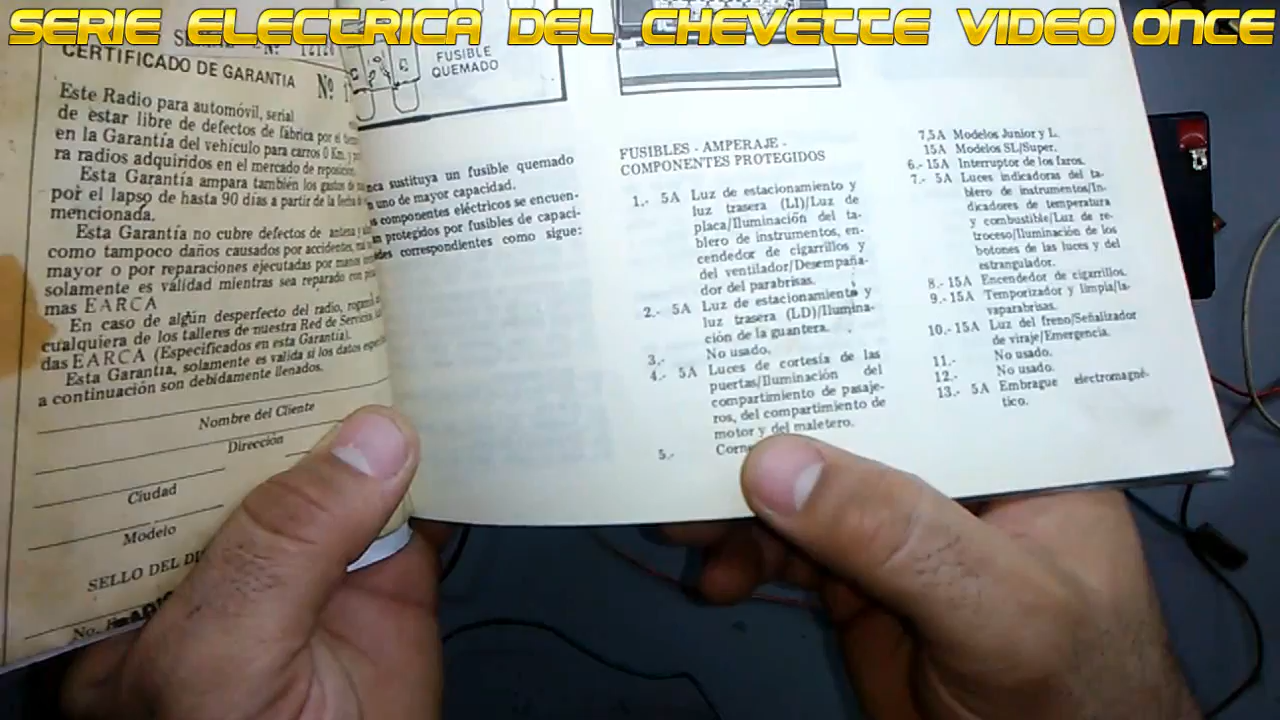 SERIE ELECTRICA DEL CHEVETTE VIDEO ONCE
CERTIFICADO DE GARANTIA Nº
Este Radio para automóvil, serial
de estar libre de defectos de fábrica por el
en la Garantía del vehículo para carros 0 Km. y
ra radios adquiridos en el mercado de reposición.
Esta Garantía ampara también los gastos de
por el lapso de hasta 90 días a partir de la fecha de
mencionada.
Esta Garantía no cubre defectos de antena y
como tampoco daños causados por accidentes,
mayor o por reparaciones ejecutadas por manos
solamente es válidad mientras sea reparado con
mas EARCA
En caso de algún desperfecto del radio,
cualquiera de los talleres de nuestra Red de Servicios,
das EARCA (Especificados en esta Garantía).
Esta Garantía, solamente es valida si los datos
a continuación son debidamente llenados.
Nombre del Cliente
Dirección
Ciudad
Modelo
SELLO DEL
No.
FUSIBLE
QUEMADO
sustituya un fusible quemado
uno de mayor capacidad.
componentes eléctricos se encuen-
protegidos por fusibles de capaci-
correspondientes como sigue:
FUSIBLES - AMPERAJE -
COMPONENTES PROTEGIDOS
1.- 5A Luz de estacionamiento y
luz trasera (LI)/Luz de
placa/Iluminación del ta-
blero de instrumentos, en-
cendedor de cigarrillos y
del ventilador/Desempaña-
dor del parabrisas.
2.- 5A Luz de estacionamiento y
luz trasera (LD)/Ilumina-
ción de la guantera.
3.- No usado.
4.- 5A Luces de cortesía de las
puertas/Iluminación del
compartimiento de pasaje-
ros, del compartimiento de
motor y del maletero.
5.-
7,5A Modelos Junior y L.
15A Modelos SL/Super.
6.- 15A Interruptor de los faros.
7.- 5A Luces indicadoras del ta-
blero de instrumentos/In-
dicadores de temperatura
y combustible/Luz de re-
troceso/Iluminación de los
botones de las luces y del
estrangulador.
8.- 15A Encendedor de cigarrillos.
9.- 15A Temporizador y limpia/la-
vaparabrisas.
10.- 15A Luz del freno/Señalizador
de viraje/Emergencia.
11.- No usado.
12.- No usado.
13.- 5A Embrague electromagné-
tico.